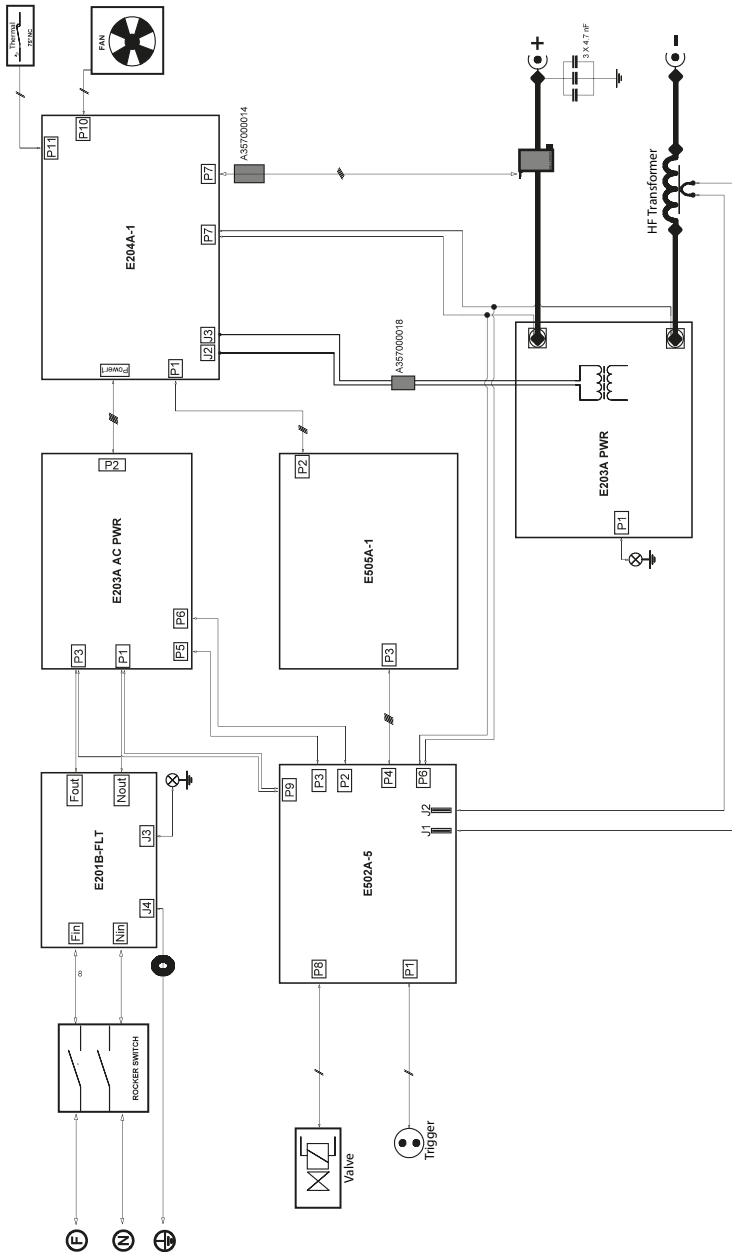 Thermal
75°NC
FAN
P11
P10
E204A-1
P7
A357000014
P7
J3
J2
P1
Power1
+
3 X 4.7 nF
-
HF Transformer
A357000018
P2
E203A AC PWR
P3
P1
P6
P5
P2
E505A-1
P3
E203A PWR
P1
Fout
Nout
E201B-FLT
J3
J4
Fin
Nin
8
ROCKER SWITCH
F
N
P9
P3
P2
P4
P6
J2
J1
E502A-5
P8
P1
Valve
Trigger